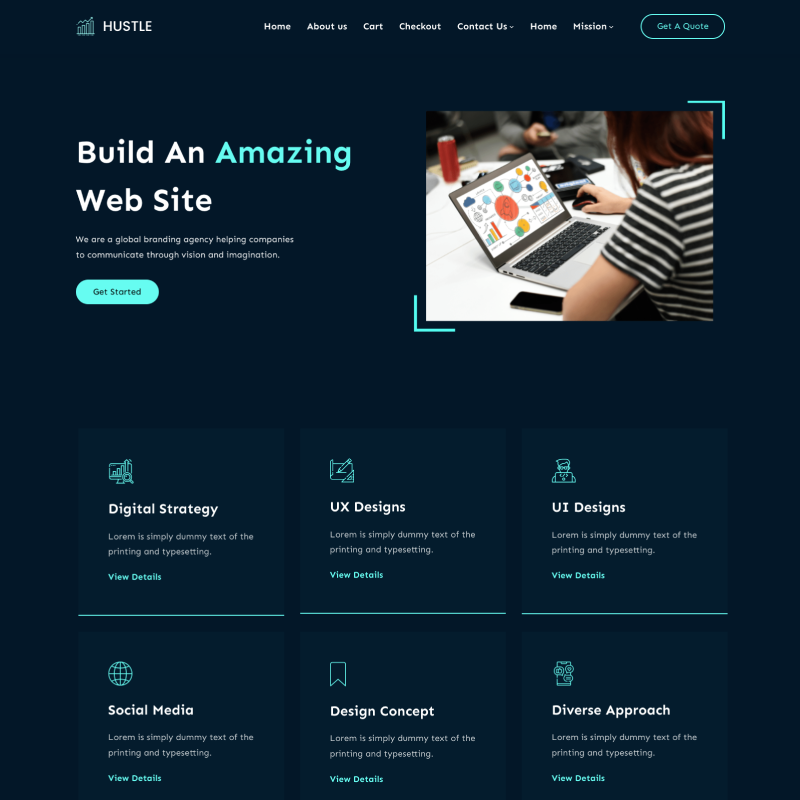 HUSTLE
Home About us Cart Checkout Contact Us Home Mission Get A Quote
Build An Amazing
Web Site
We are a global branding agency helping companies
to communicate through vision and imagination.
Get Started
Digital Strategy
Lorem is simply dummy text of the
printing and typesetting.
View Details
UX Designs
Lorem is simply dummy text of the
printing and typesetting.
View Details
UI Designs
Lorem is simply dummy text of the
printing and typesetting.
View Details
Social Media
Lorem is simply dummy text of the
printing and typesetting.
View Details
Design Concept
Lorem is simply dummy text of the
printing and typesetting.
View Details
Diverse Approach
Lorem is simply dummy text of the
printing and typesetting.
View Details